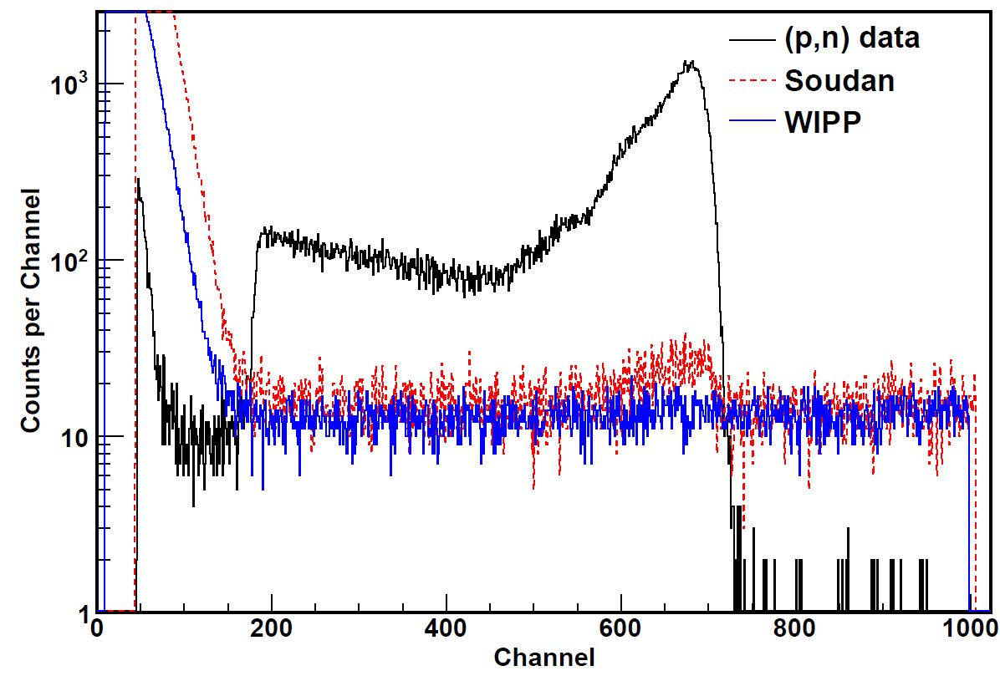 (p,n) data
Soudan
WIPP
10³
10²
10
1
Counts per Channel
0 200 400 600 800 1000
Channel